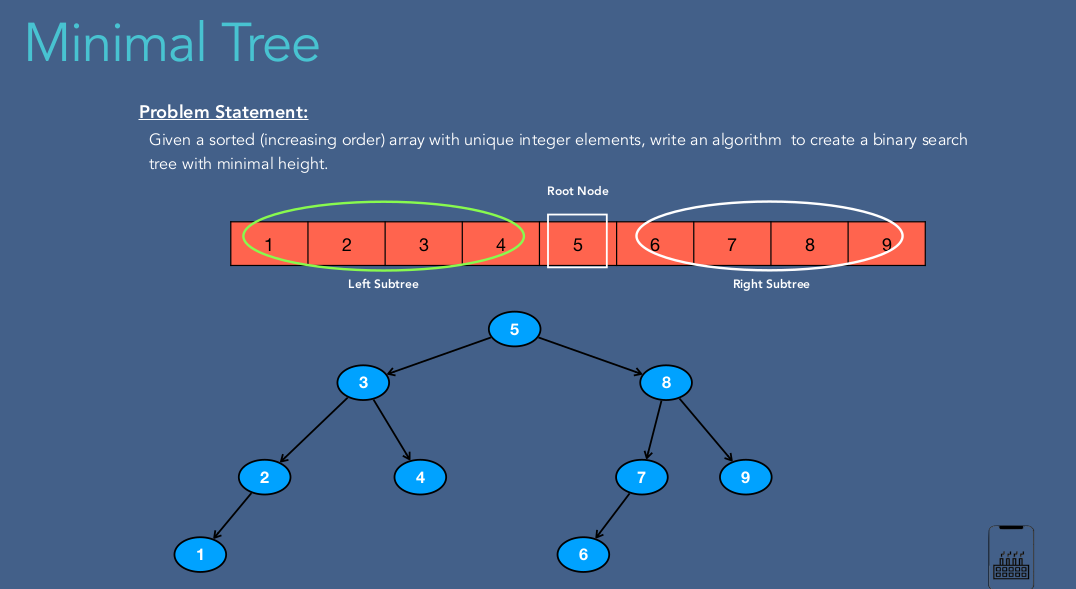 Minimal Tree
Problem Statement:
Given a sorted (increasing order) array with unique integer elements, write an algorithm to create a binary search
tree with minimal height.
Root Node
1 2 3 4 5 6 7 8 9
Left Subtree Right Subtree
5
3 8
2 4 7 9
1 6